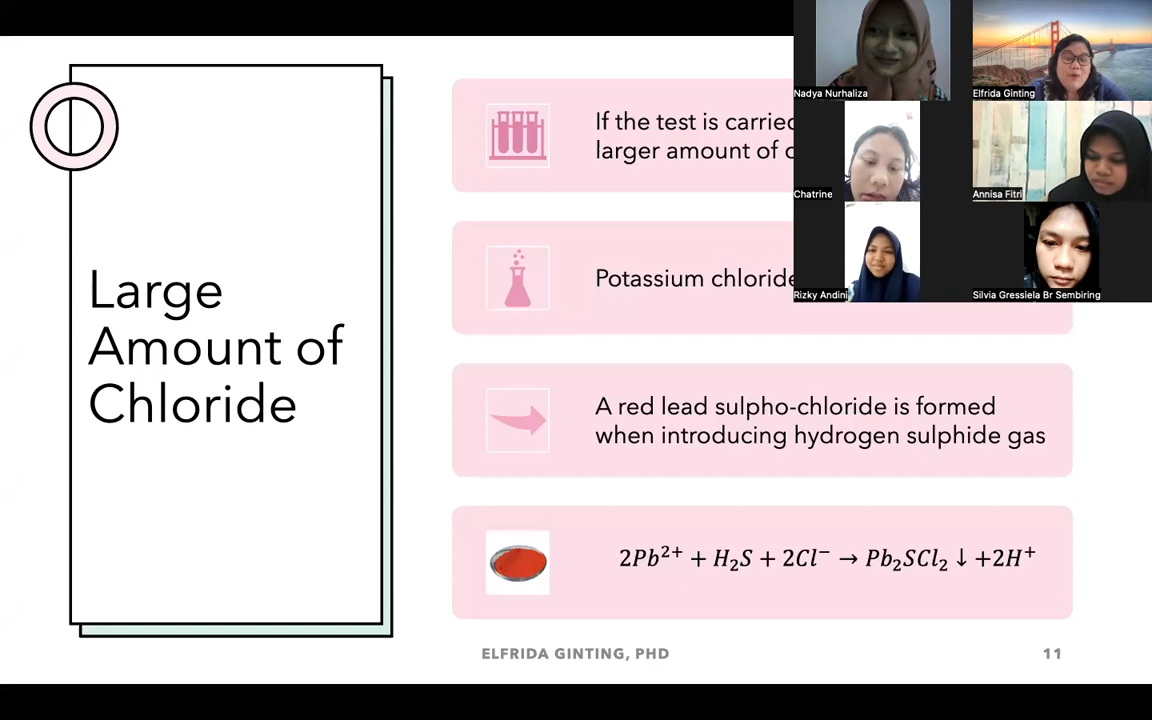 Large
Amount of
Chloride
If the test is carried
larger amount of
Potassium chloride
A red lead sulpho-chloride is formed
when introducing hydrogen sulphide gas
2Pb²⁺ + H₂S + 2Cl⁻ → Pb₂SCl₂ ↓ +2H⁺
ELFRIDA GINTING, PHD
11
Nadya Nurhaliza
Elfrida Ginting
Chatrine
Annisa Fitri
Rizky Andini
Silvia Gressiela Br Sembiring